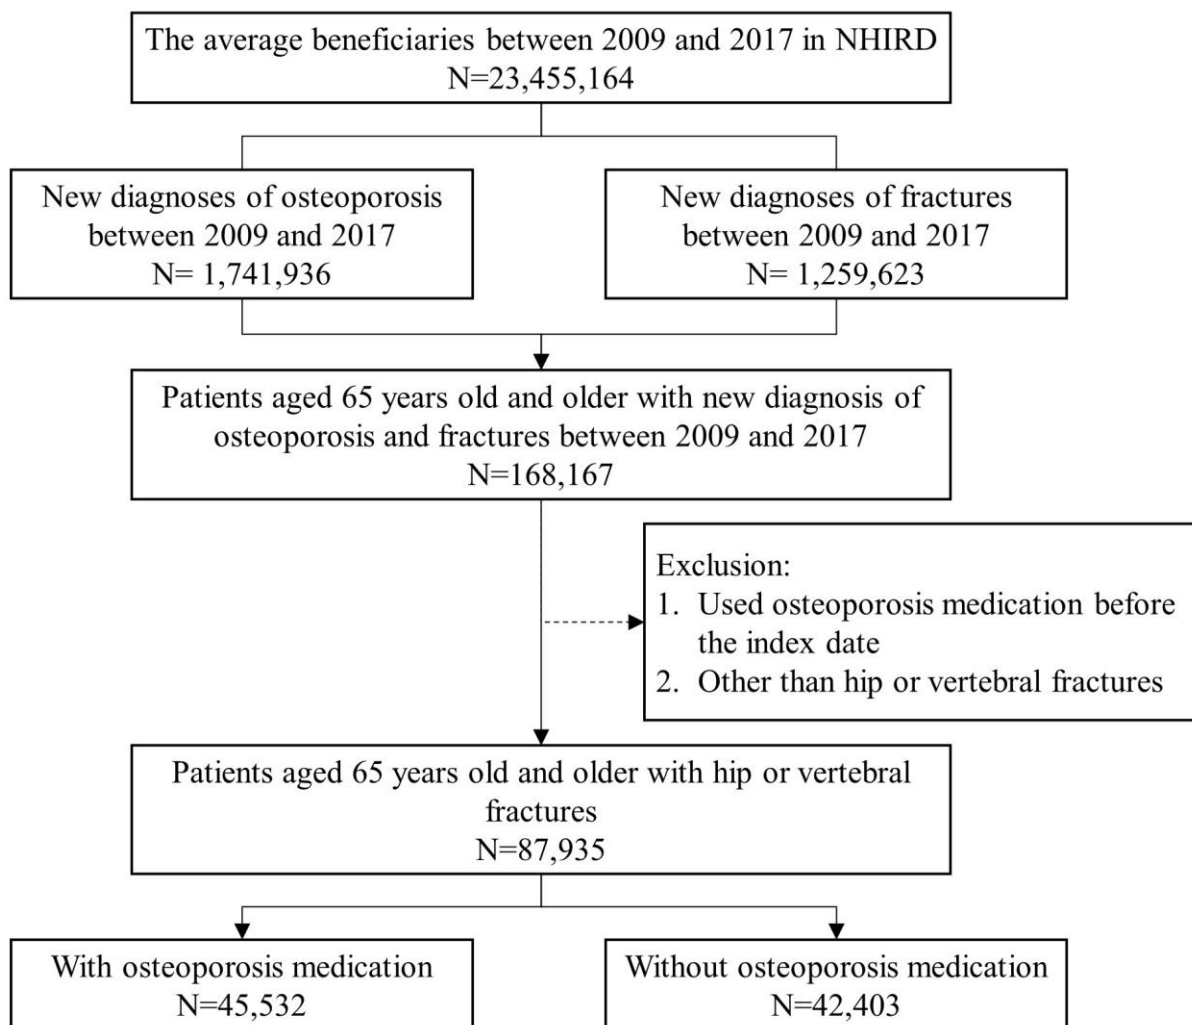 The average beneficiaries between 2009 and 2017 in NHIRD
N=23,455,164
New diagnoses of osteoporosis
between 2009 and 2017
N= 1,741,936
New diagnoses of fractures
between 2009 and 2017
N= 1,259,623
Patients aged 65 years old and older with new diagnosis of
osteoporosis and fractures between 2009 and 2017
N=168,167
Exclusion:
1. Used osteoporosis medication before
the index date
2. Other than hip or vertebral fractures
Patients aged 65 years old and older with hip or vertebral
fractures
N=87,935
With osteoporosis medication
N=45,532
Without osteoporosis medication
N=42,403